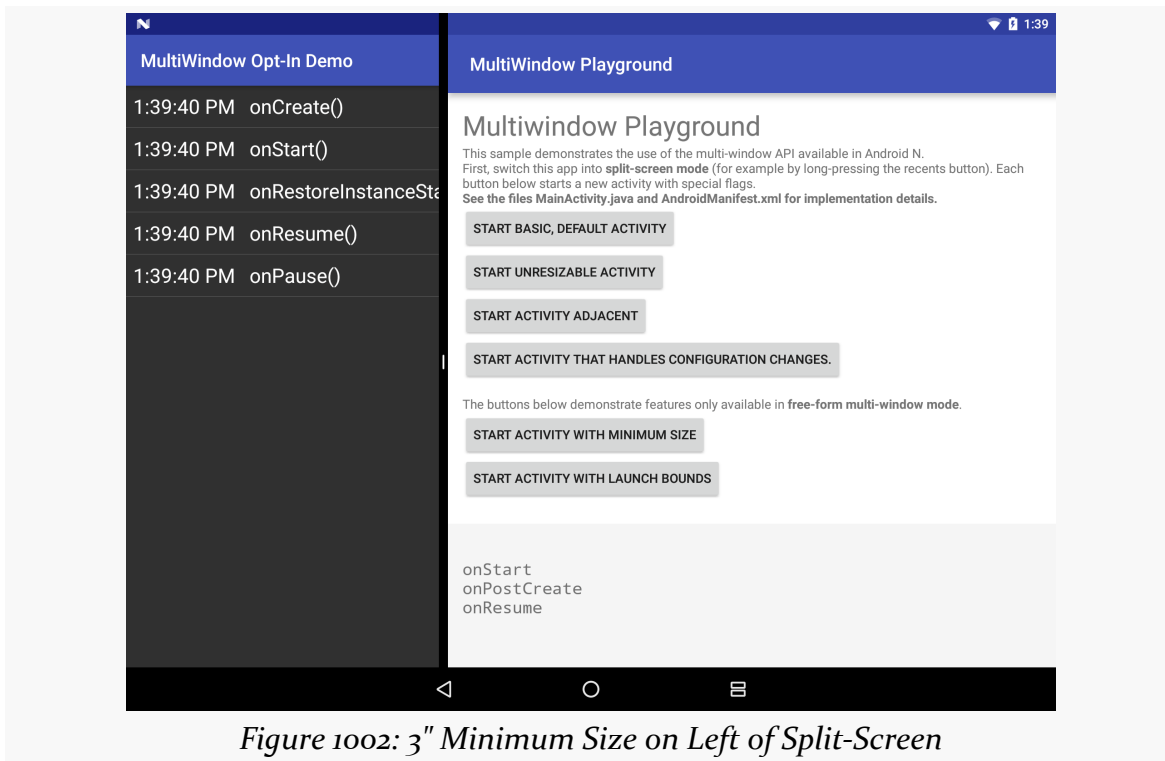 1:39
MultiWindow Opt-In Demo
1:39:40 PM onCreate()
1:39:40 PM onStart()
1:39:40 PM onRestoreInstanceSta
1:39:40 PM onResume()
1:39:40 PM onPause()
MultiWindow Playground
Multiwindow Playground
This sample demonstrates the use of the multi-window API available in Android N.
First, switch this app into split-screen mode (for example by long-pressing the recents button). Each
button below starts a new activity with special flags.
See the files MainActivity.java and AndroidManifest.xml for implementation details.
START BASIC, DEFAULT ACTIVITY
START UNRESIZABLE ACTIVITY
START ACTIVITY ADJACENT
START ACTIVITY THAT HANDLES CONFIGURATION CHANGES.
The buttons below demonstrate features only available in free-form multi-window mode.
START ACTIVITY WITH MINIMUM SIZE
START ACTIVITY WITH LAUNCH BOUNDS
onStart
onPostCreate
onResume
Figure 1002: 3" Minimum Size on Left of Split-Screen